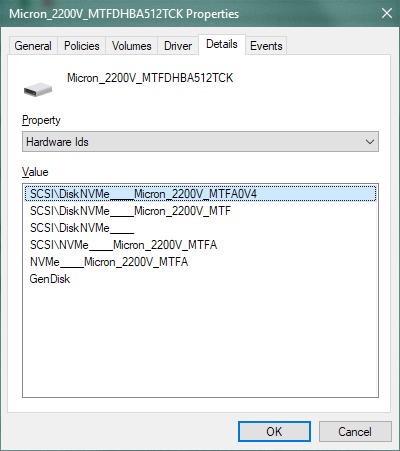 Micron_2200V_MTFDHBA512TCK Properties
General Policies Volumes Driver Details Events
Micron_2200V_MTFDHBA512TCK
Property
Hardware Ids
Value
SCSI\DiskNVMe____Micron_2200V_MTFA0V4
SCSI\DiskNVMe____Micron_2200V_MTF
SCSI\DiskNVMe____
SCSI\NVMe____Micron_2200V_MTFA
NVMe____Micron_2200V_MTFA
GenDisk
OK Cancel